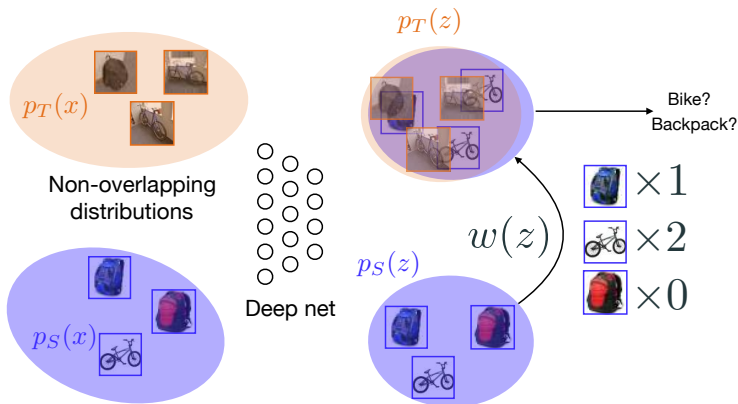 p_T(x)
Non-overlapping
distributions
p_S(x)
Deep net
p_T(z)
p_S(z)
w(z)
Bike?
Backpack?
×1
×2
×0